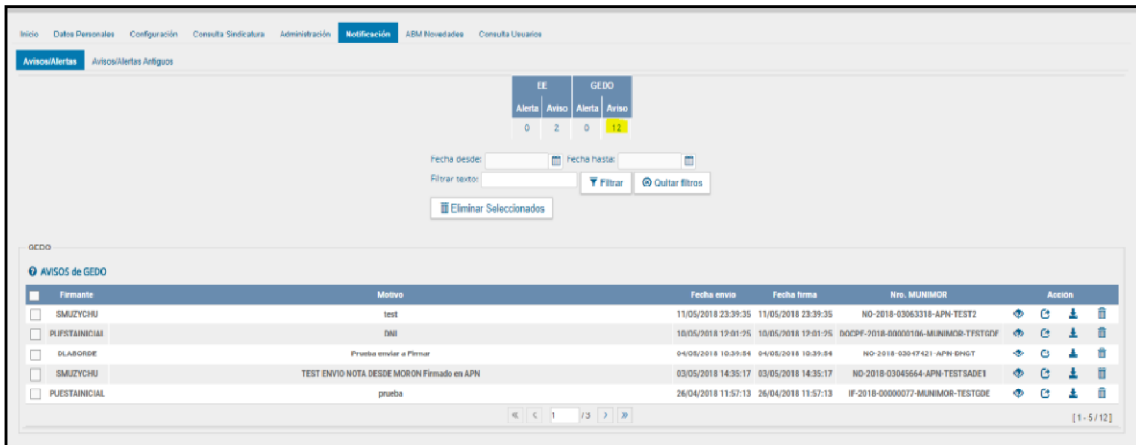 Inicio Datos Personales Configuración Consulta Sindicatura Administración Notificación ABM Novedades Consulta Usuarios
Avisos/Alertas Avisos/Alertas Antiguos
EE GEDO
Alerta Aviso Alerta Aviso
0 2 0 12
Fecha desde: Fecha hasta:
Filtrar texto: Filtrar Quitar filtros
Eliminar Seleccionados
GEDO
AVISOS de GEDO
Firmante Motivo Fecha envio Fecha firma Nro. MUNIMOR Acción
SMUZYCHU test 11/05/2018 23:39:35 11/05/2018 23:39:35 NO-2018-03063318-APN-TEST2
PUESTAINICIAL DNI 10/05/2018 12:01:25 10/05/2018 12:01:25 DOCPE-2018-00000106-MUNIMOR-TESTGDE
DLABORDE Prueba enviar a Firmar 04/05/2018 10:39:54 04/05/2018 10:39:54 NO-2018-03047421-APN-DNGT
SMUZYCHU TEST ENVIO NOTA DESDE MORON Firmado en APN 03/05/2018 14:35:17 03/05/2018 14:35:17 NO-2018-03045664-APN-TESTSADE1
PUESTAINICIAL prueba 26/04/2018 11:57:13 26/04/2018 11:57:13 IF-2018-00000077-MUNIMOR-TESTGDE
1 / 3 [ 1 - 5 / 12 ]